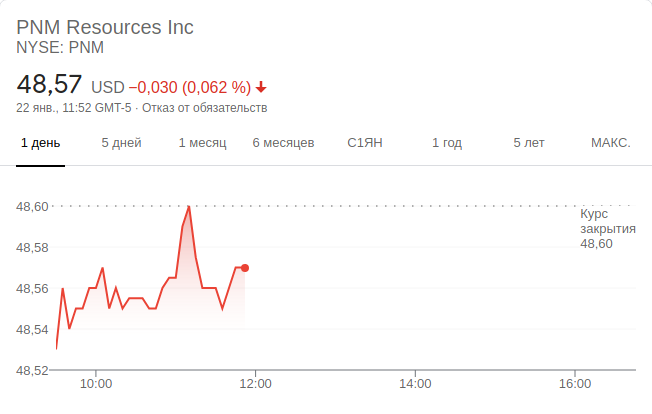 PNM Resources Inc
NYSE: PNM
48,57 USD −0,030 (0,062 %)
22 янв., 11:52 GMT-5 · Отказ от обязательств
1 день 5 дней 1 месяц 6 месяцев С1ЯН 1 год 5 лет МАКС.
48,60
Курс
закрытия
48,60
48,58
48,56
48,54
48,52
10:00 12:00 14:00 16:00